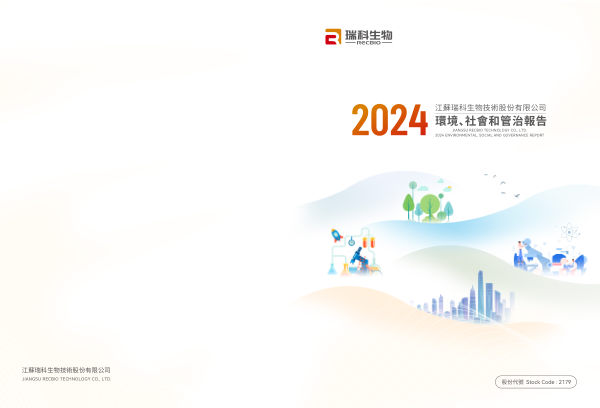 瑞科生物
RECBIO
2024
江蘇瑞科生物技術股份有限公司
環境、社會和管治報告
JIANGSU RECBIO TECHNOLOGY CO., LTD.
2024 ENVIRONMENTAL, SOCIAL AND GOVERNANCE REPORT
江蘇瑞科生物技術股份有限公司
JIANGSU RECBIO TECHNOLOGY CO., LTD.
股份代號 Stock Code : 2179